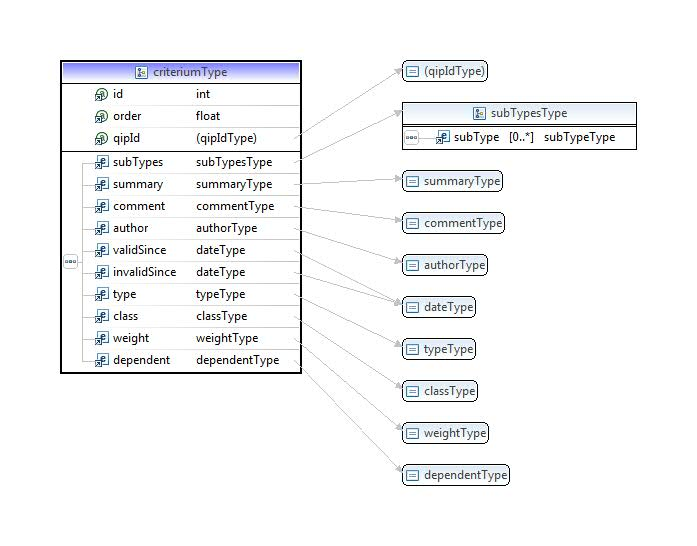 criteriumType
id int
order float
qipId (qipIdType)
subTypes subTypesType
summary summaryType
comment commentType
author authorType
validSince dateType
invalidSince dateType
type typeType
class classType
weight weightType
dependent dependentType
(qipIdType)
subTypesType
subType [0..*] subTypeType
summaryType
commentType
authorType
dateType
typeType
classType
weightType
dependentType